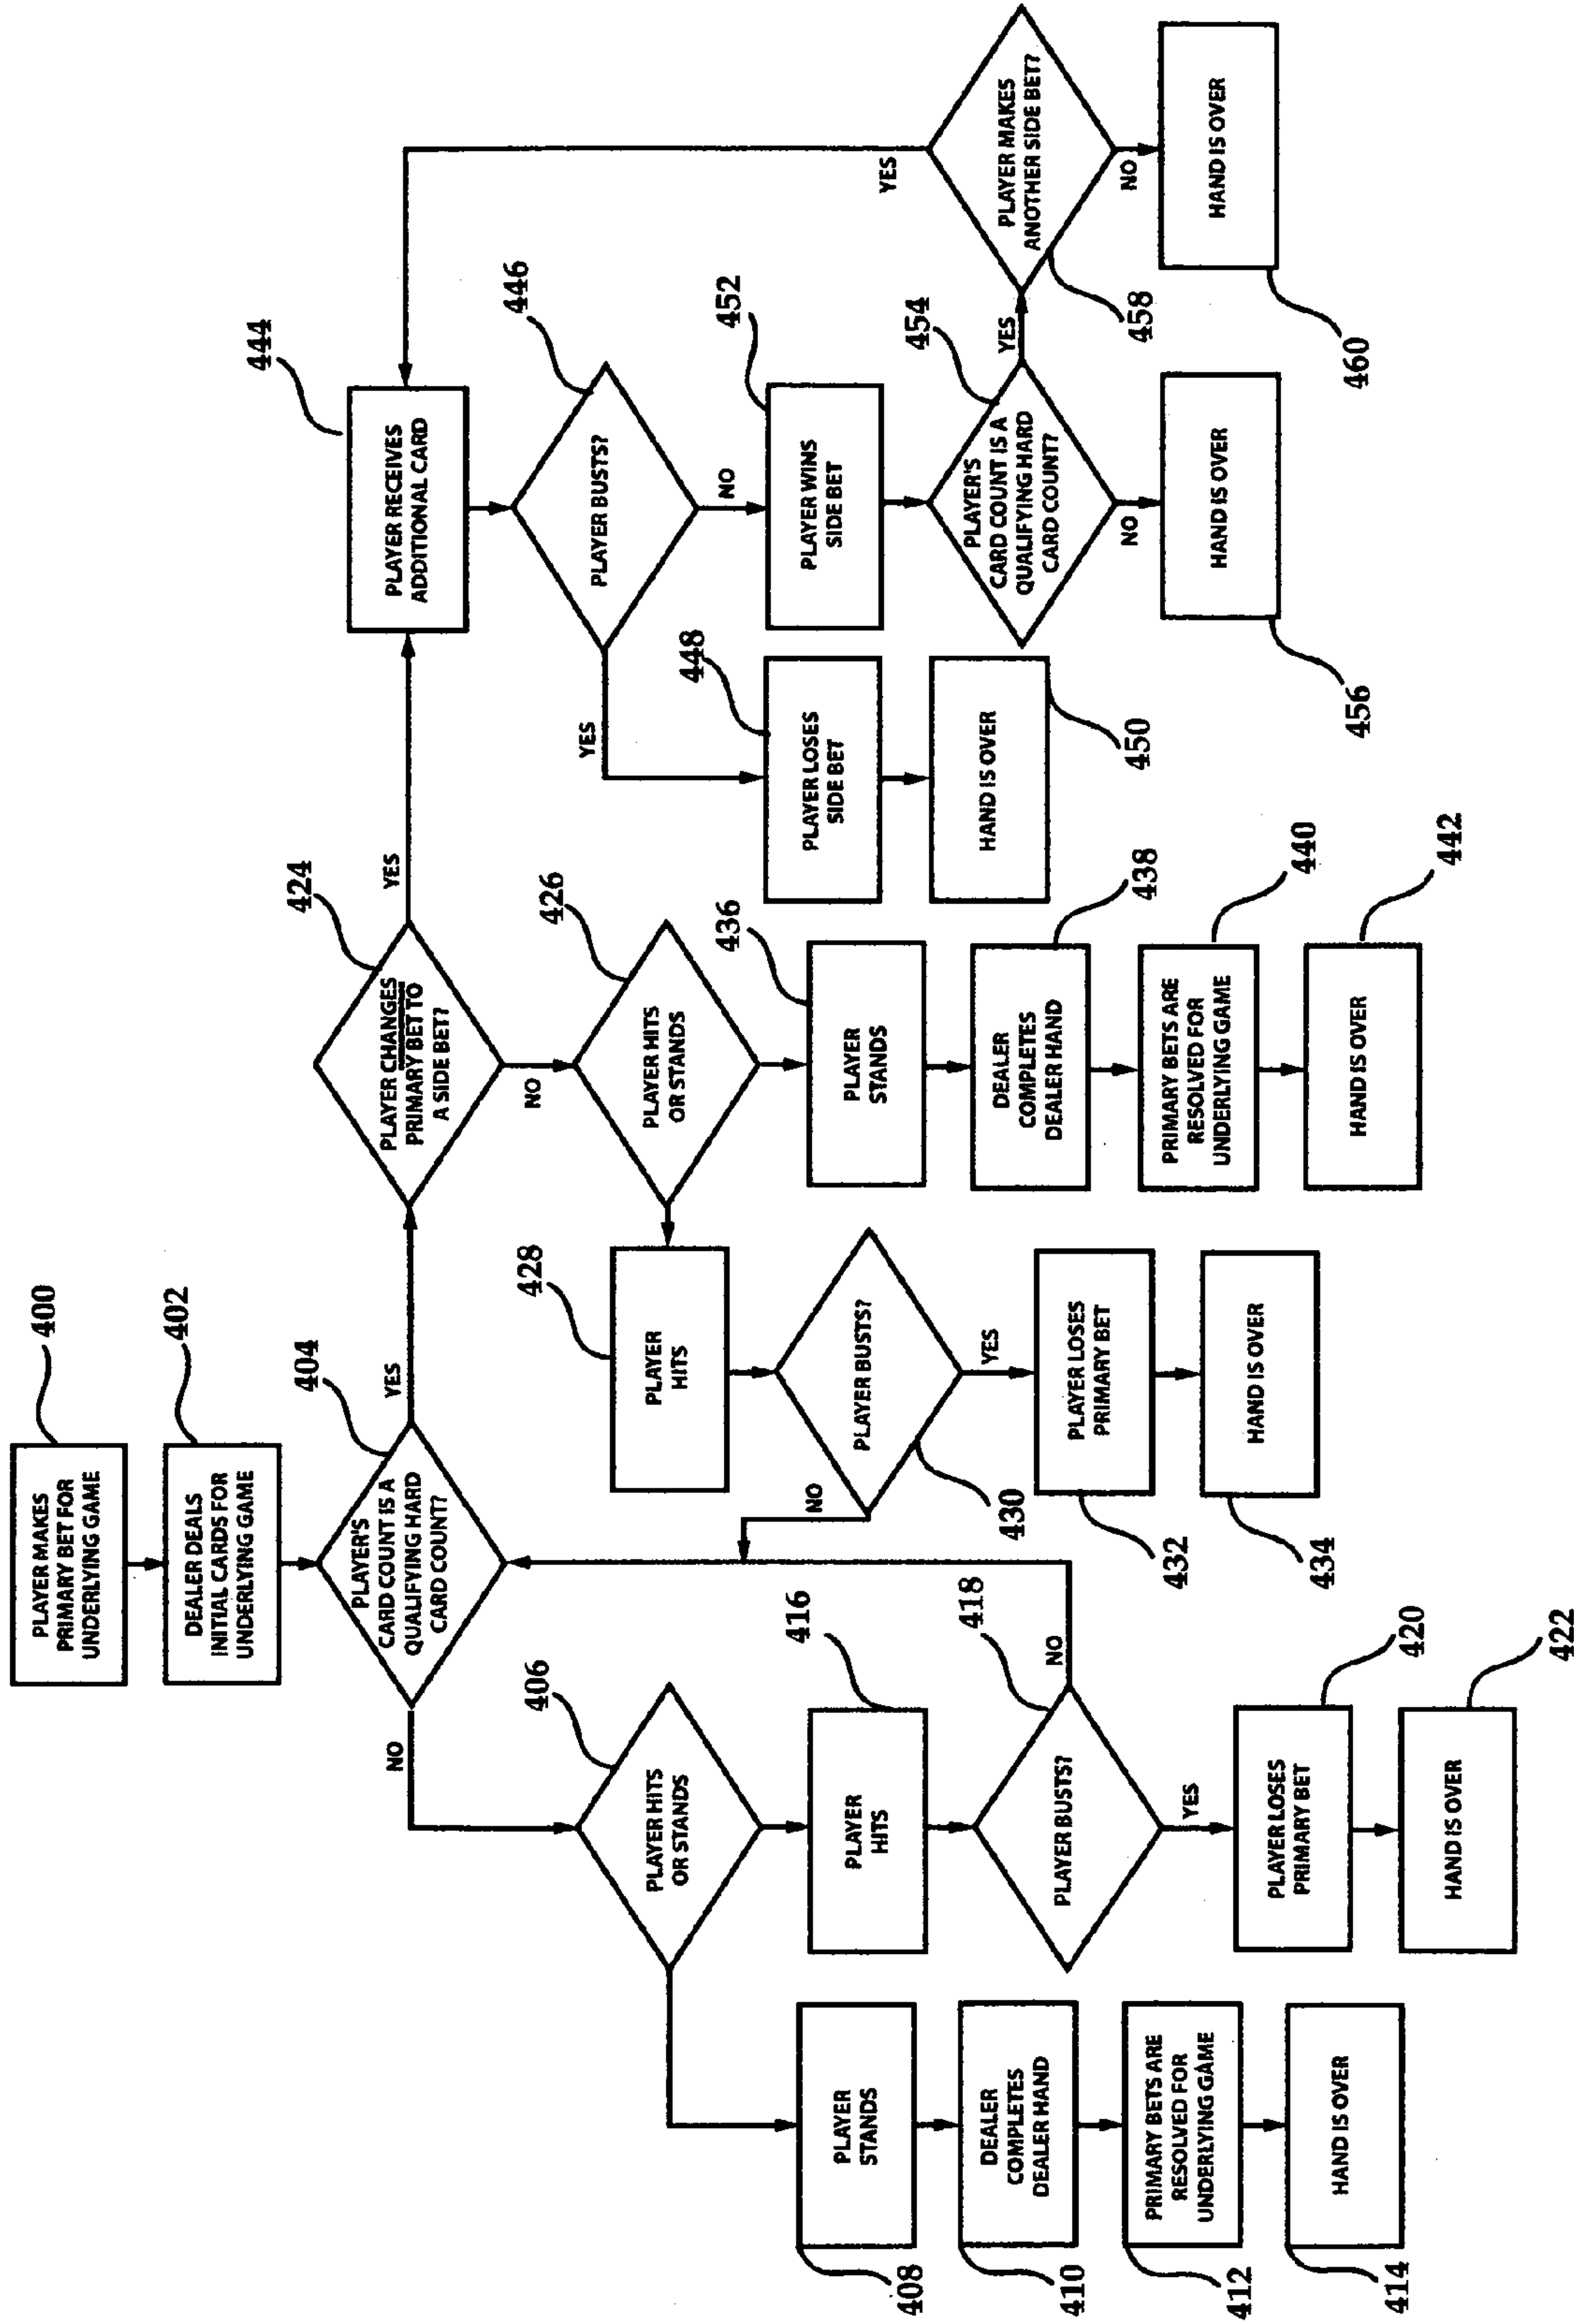 400
PLAYER MAKES
PRIMARY BET FOR
UNDERLYING GAME
402
DEALER DEALS
INITIAL CARDS FOR
UNDERLYING GAME
404
PLAYER'S
CARD COUNT IS A
QUALIFYING HARD
CARD COUNT?
NO
YES
406
PLAYER HITS
OR STANDS
PLAYER
STANDS
408
DEALER
COMPLETES
DEALER HAND
410
PRIMARY BETS ARE
RESOLVED FOR
UNDERLYING GAME
412
HAND IS OVER
414
416
PLAYER
HITS
418
PLAYER BUSTS?
NO
YES
PLAYER LOSES
PRIMARY BET
420
HAND IS OVER
422
424
PLAYER CHANGES
PRIMARY BET TO
A SIDE BET?
YES
NO
426
PLAYER HITS
OR STANDS
428
PLAYER
HITS
PLAYER BUSTS?
430
NO
YES
PLAYER LOSES
PRIMARY BET
432
HAND IS OVER
434
436
PLAYER
STANDS
DEALER
COMPLETES
DEALER HAND
438
PRIMARY BETS ARE
RESOLVED FOR
UNDERLYING GAME
440
HAND IS OVER
442
444
PLAYER RECEIVES
ADDITIONAL CARD
446
PLAYER BUSTS?
YES
NO
448
PLAYER LOSES
SIDE BET
HAND IS OVER
450
452
PLAYER WINS
SIDE BET
454
PLAYER'S
CARD COUNT IS A
QUALIFYING HARD
CARD COUNT?
YES
NO
HAND IS OVER
456
PLAYER MAKES
ANOTHER SIDE BET?
458
YES
NO
HAND IS OVER
460